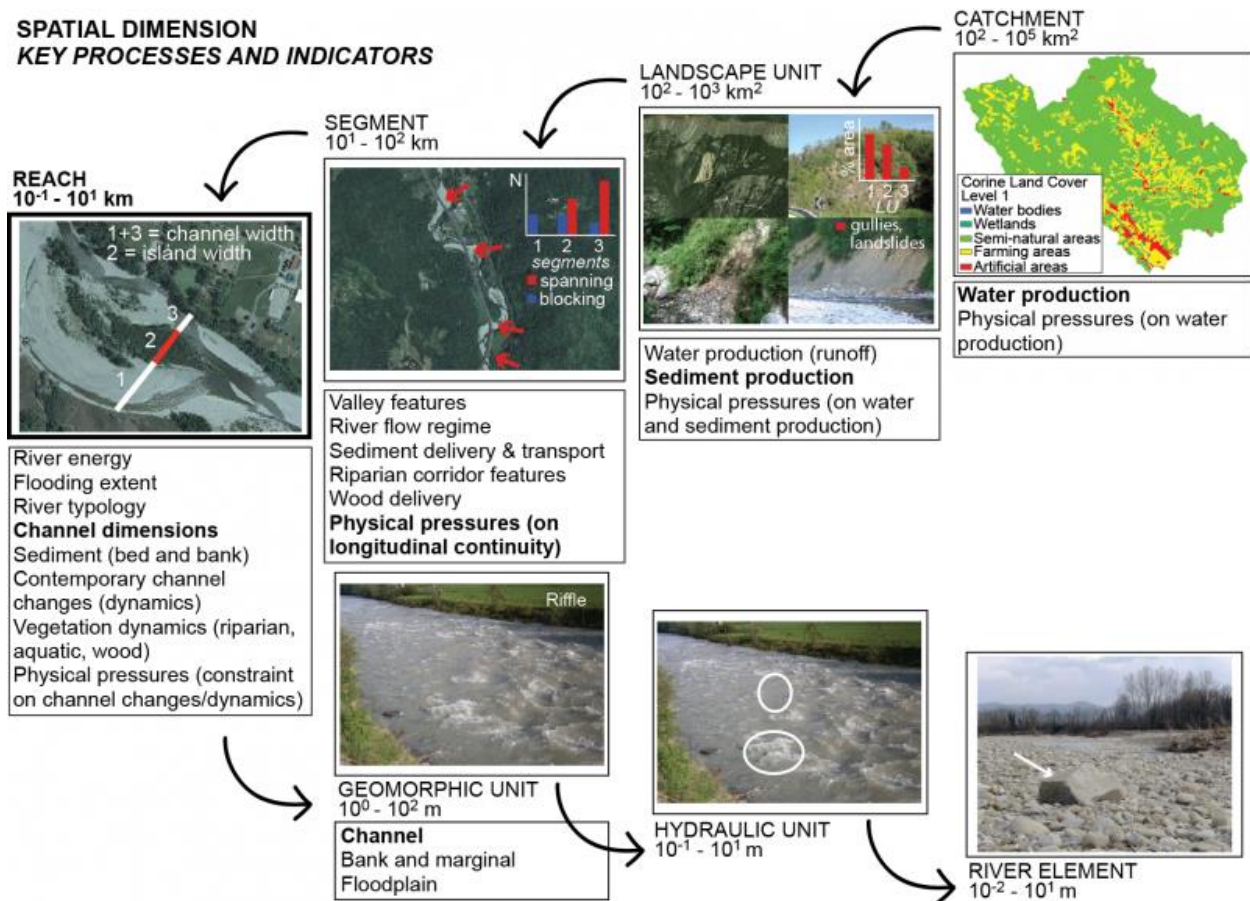 SPATIAL DIMENSION
KEY PROCESSES AND INDICATORS
CATCHMENT
10² - 10⁵ km²
Corine Land Cover
Level 1
Water bodies
Wetlands
Semi-natural areas
Farming areas
Artificial areas
Water production
Physical pressures (on water
production)
LANDSCAPE UNIT
10² - 10³ km²
% area
1 2 3
LU
gullies,
landslides
Water production (runoff)
Sediment production
Physical pressures (on water
and sediment production)
SEGMENT
10¹ - 10² km
N
1 2 3
segments
spanning
blocking
Valley features
River flow regime
Sediment delivery & transport
Riparian corridor features
Wood delivery
Physical pressures (on
longitudinal continuity)
REACH
10⁻¹ - 10¹ km
1+3 = channel width
2 = island width
3
2
1
River energy
Flooding extent
River typology
Channel dimensions
Sediment (bed and bank)
Contemporary channel
changes (dynamics)
Vegetation dynamics (riparian,
aquatic, wood)
Physical pressures (constraint
on channel changes/dynamics)
Riffle
GEOMORPHIC UNIT
10⁰ - 10² m
Channel
Bank and marginal
Floodplain
HYDRAULIC UNIT
10⁻¹ - 10¹ m
RIVER ELEMENT
10⁻² - 10¹ m